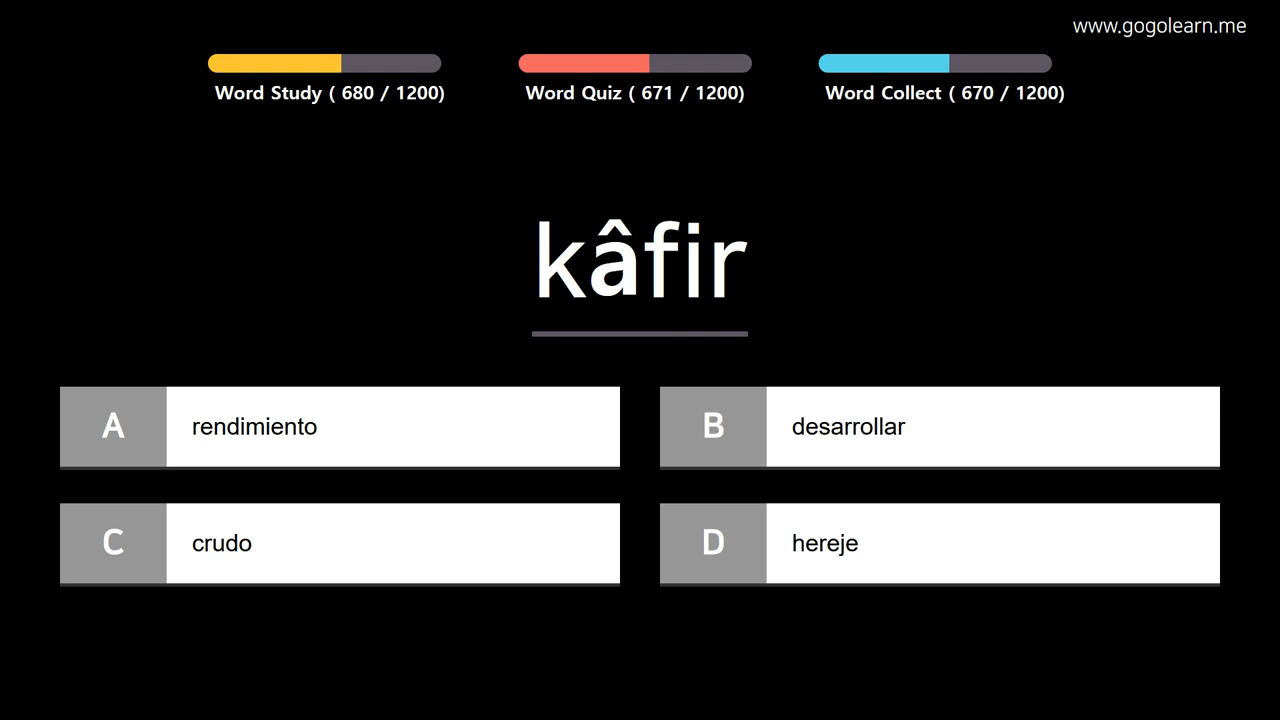 www.gogolearn.me
Word Study ( 680 / 1200)
Word Quiz ( 671 / 1200)
Word Collect ( 670 / 1200)
kâfir
A rendimiento
B desarrollar
C crudo
D hereje